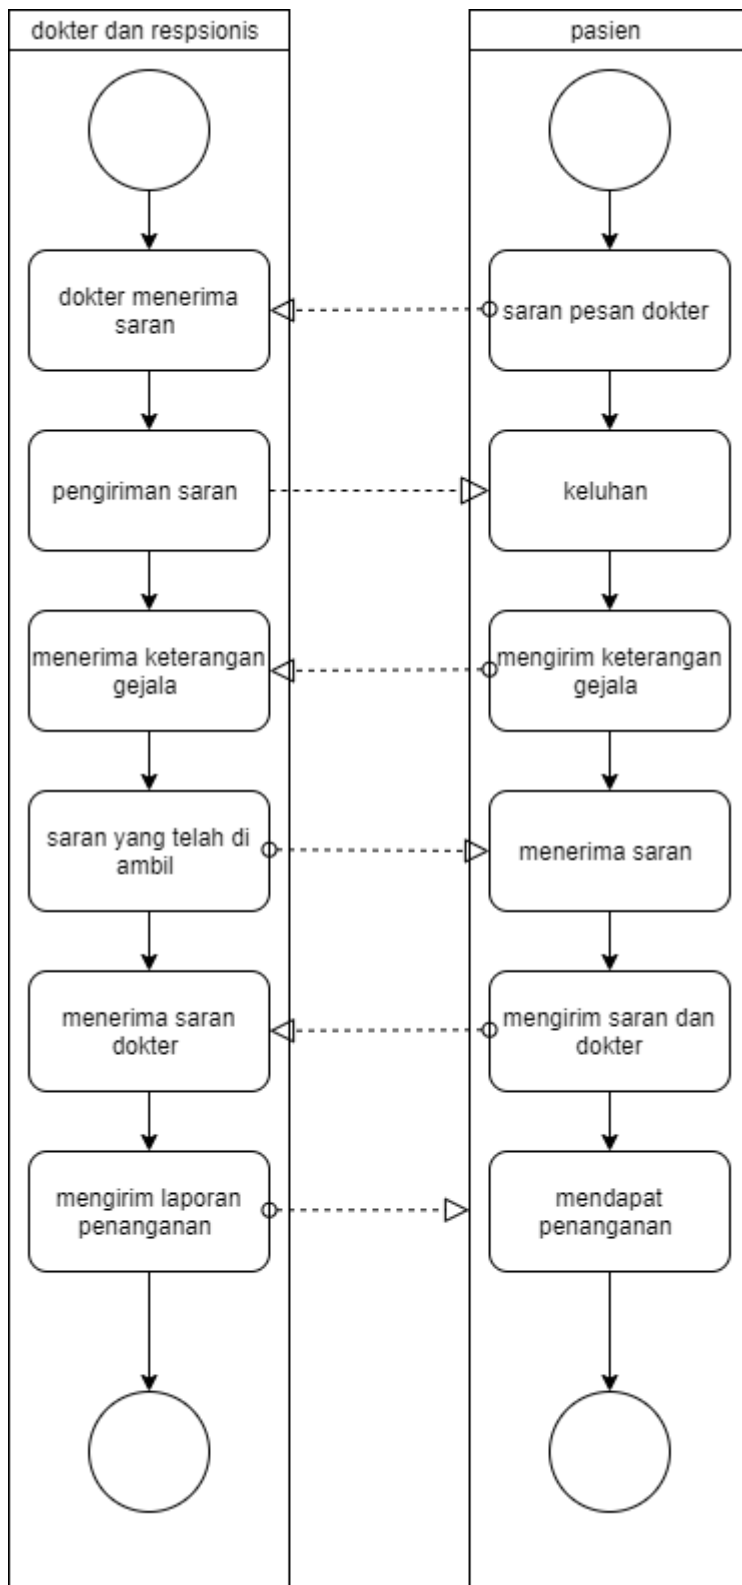 dokter dan respsionis
pasien
dokter menerima
saran
saran pesan dokter
pengiriman saran
keluhan
menerima keterangan
gejala
mengirim keterangan
gejala
saran yang telah di
ambil
menerima saran
menerima saran
dokter
mengirim saran dan
dokter
mengirim laporan
penanganan
mendapat
penanganan